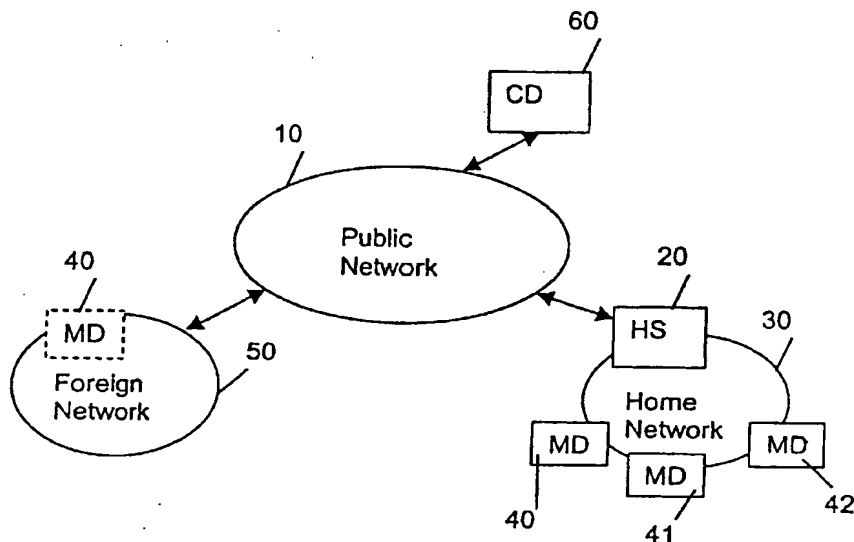 60
CD
10
Public
Network
40
MD
Foreign
Network
50
20
HS
30
Home
Network
MD
MD
MD
40
41
42